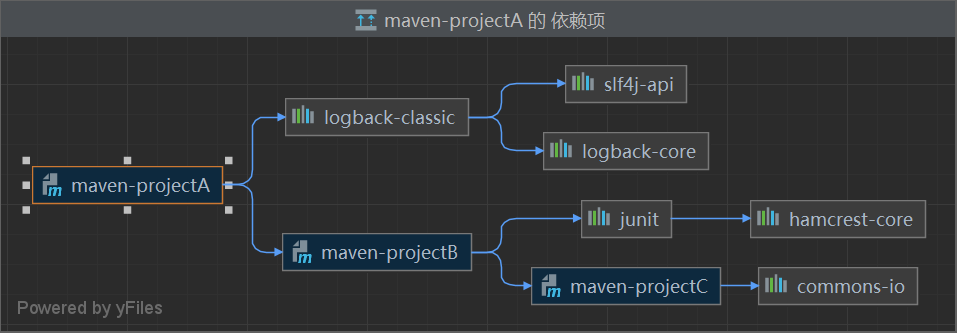 maven-projectA 的 依赖项
slf4j-api
logback-classic
logback-core
maven-projectA
junit
hamcrest-core
maven-projectB
maven-projectC
commons-io
Powered by yFiles